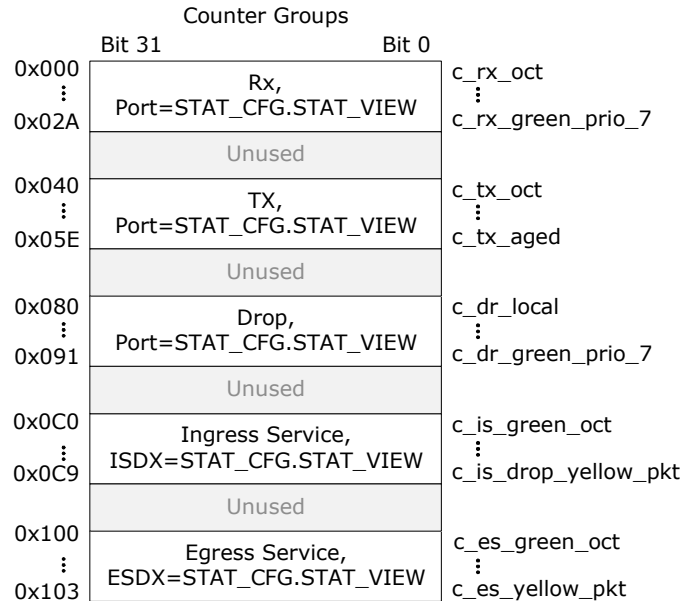 Counter Groups
Bit 31 Bit 0
0x000 Rx, c_rx_oct
Port=STAT_CFG.STAT_VIEW
0x02A c_rx_green_prio_7
Unused
0x040 TX, c_tx_oct
Port=STAT_CFG.STAT_VIEW
0x05E c_tx_aged
Unused
0x080 Drop, c_dr_local
Port=STAT_CFG.STAT_VIEW
0x091 c_dr_green_prio_7
Unused
0x0C0 Ingress Service, c_is_green_oct
ISDX=STAT_CFG.STAT_VIEW
0x0C9 c_is_drop_yellow_pkt
Unused
0x100 Egress Service, c_es_green_oct
ESDX=STAT_CFG.STAT_VIEW
0x103 c_es_yellow_pkt